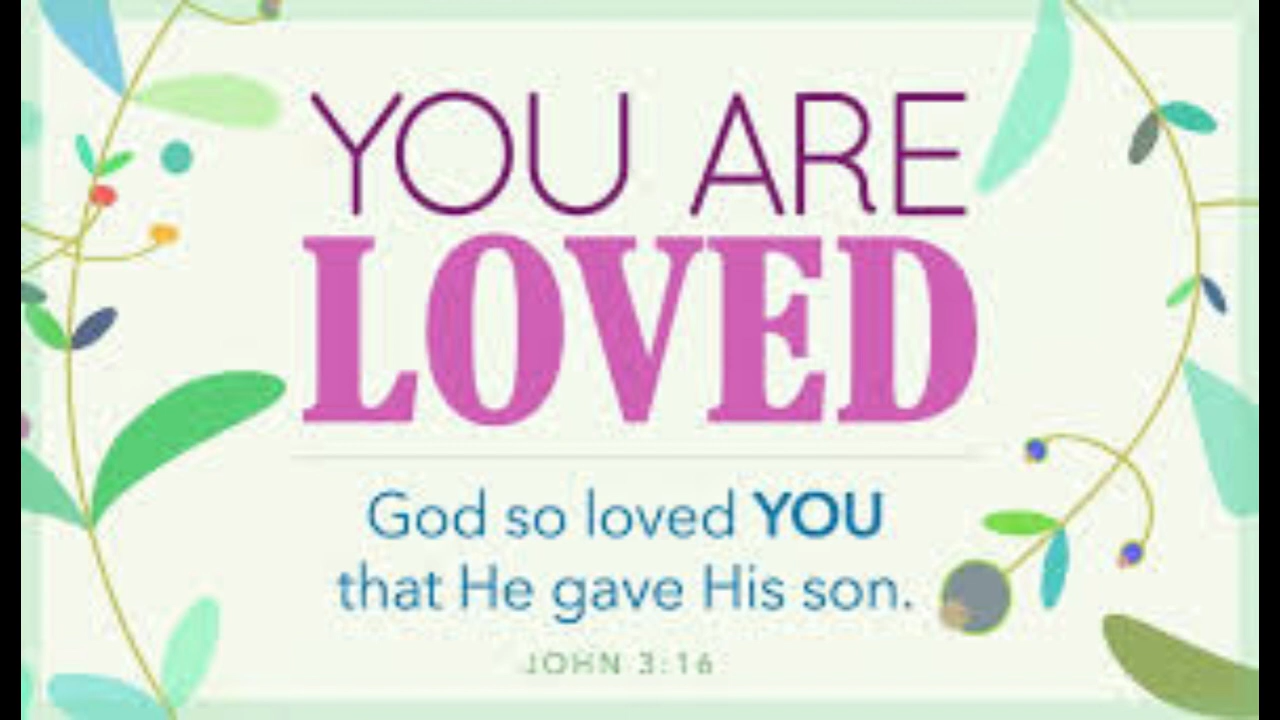 YOU ARE
LOVED
God so loved YOU
that He gave His son.
JOHN 3:16